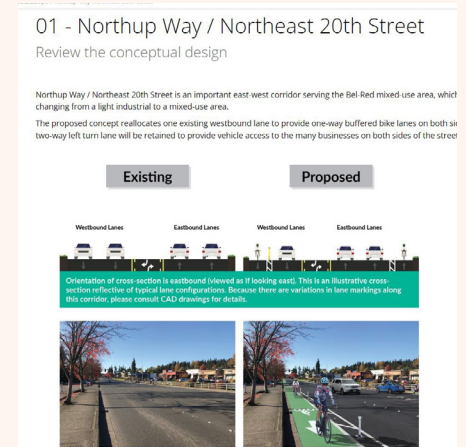 01 - Northup Way / Northeast 20th Street
Review the conceptual design
Northup Way / Northeast 20th Street is an important east-west corridor serving the Bel-Red mixed-use area, which
changing from a light industrial to a mixed-use area.
The proposed concept reallocates one existing westbound lane to provide one-way buffered bike lanes on both si
two-way left turn lane will be retained to provide vehicle access to the many businesses on both sides of the street
Existing
Proposed
Westbound Lanes
Eastbound Lanes
Westbound Lanes
Eastbound Lanes
Orientation of cross-section is eastbound (viewed as if looking east). This is an illustrative cross-
section reflective of typical lane configurations. Because there are variations in lane markings along
this corridor, please consult CAD drawings for details.